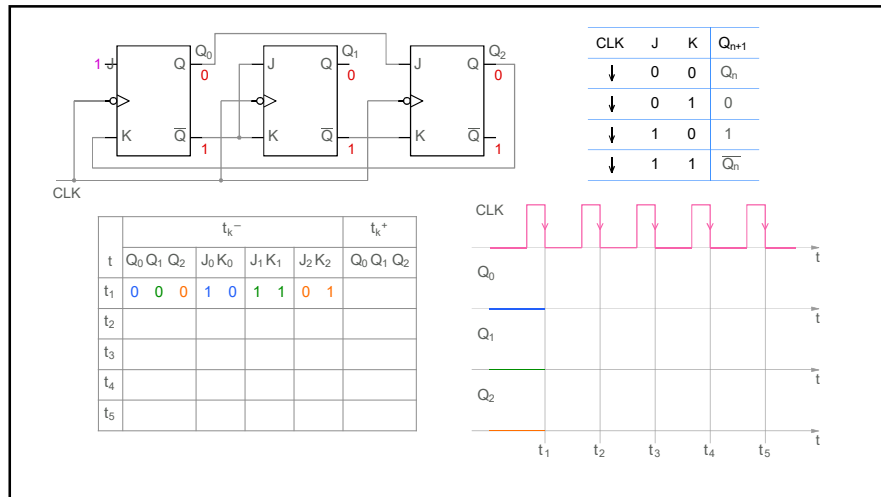 Q₀ Q₁ Q₂
1 J Q 0 J Q 0 J Q 0
K Q̅ 1 K Q̅ 1 K Q̅ 1
CLK
CLK J K Qₙ₊₁
↓ 0 0 Qₙ
↓ 0 1 0
↓ 1 0 1
↓ 1 1 Q̅ₙ
tₖ⁻ tₖ⁺
t Q₀ Q₁ Q₂ J₀ K₀ J₁ K₁ J₂ K₂ Q₀ Q₁ Q₂
t₁ 0 0 0 1 0 1 1 0 1
t₂
t₃
t₄
t₅
CLK
t
Q₀
t
Q₁
t
Q₂
t
t₁ t₂ t₃ t₄ t₅